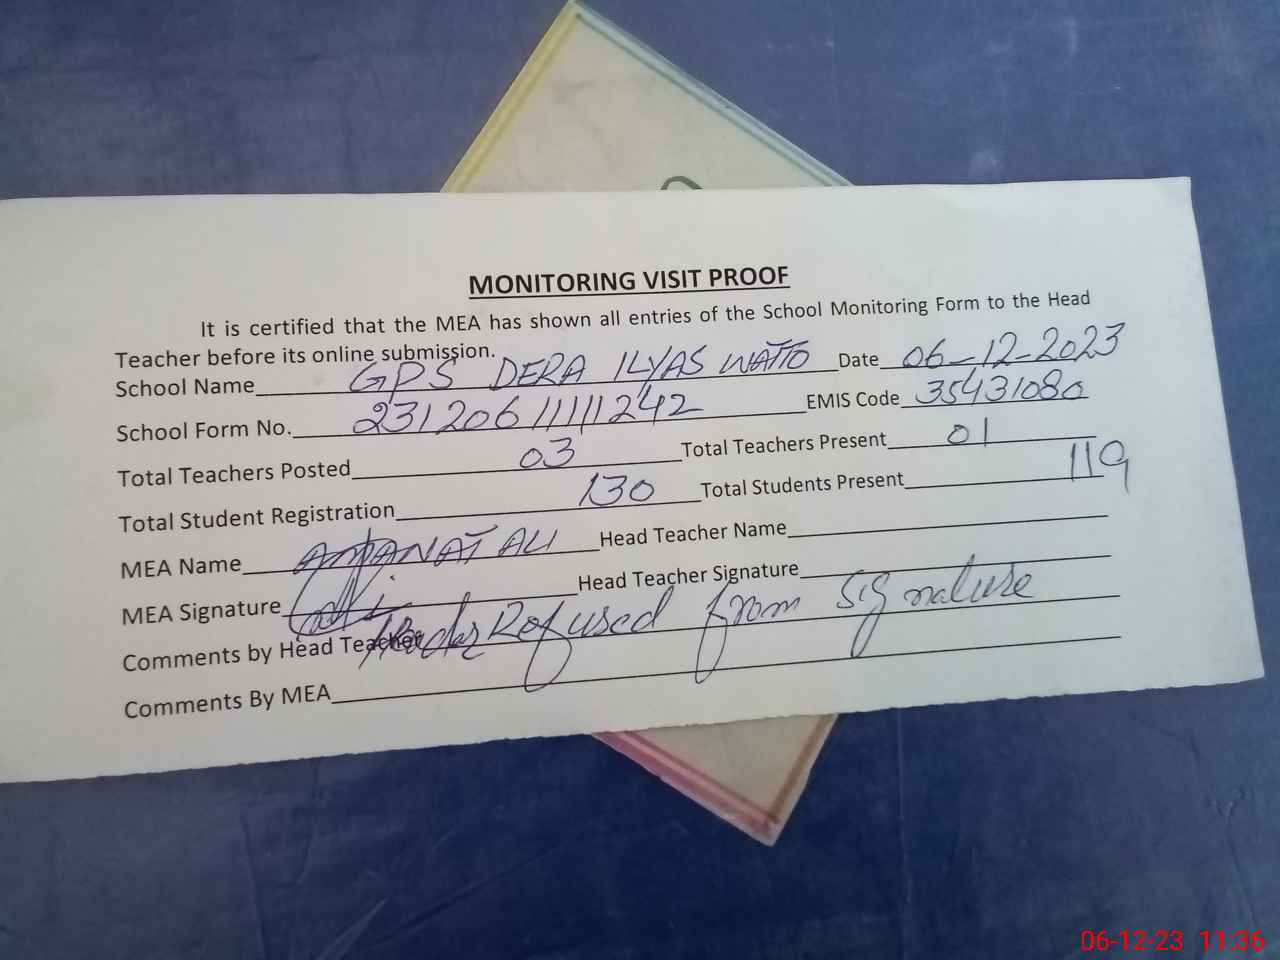 MONITORING VISIT PROOF
It is certified that the MEA has shown all entries of the School Monitoring Form to the Head
Teacher before its online submission.
School Name GPS DERA ILYAS WATTO Date 06-12-2023
School Form No. 231206111111242 EMIS Code 35431080
Total Teachers Posted 03 Total Teachers Present 01
Total Student Registration 130 Total Students Present 119
MEA Name AMANAT ALI Head Teacher Name
MEA Signature Head Teacher Signature
Comments by Head Teacher Refused from Signature
Comments By MEA
06-12-23 11:36